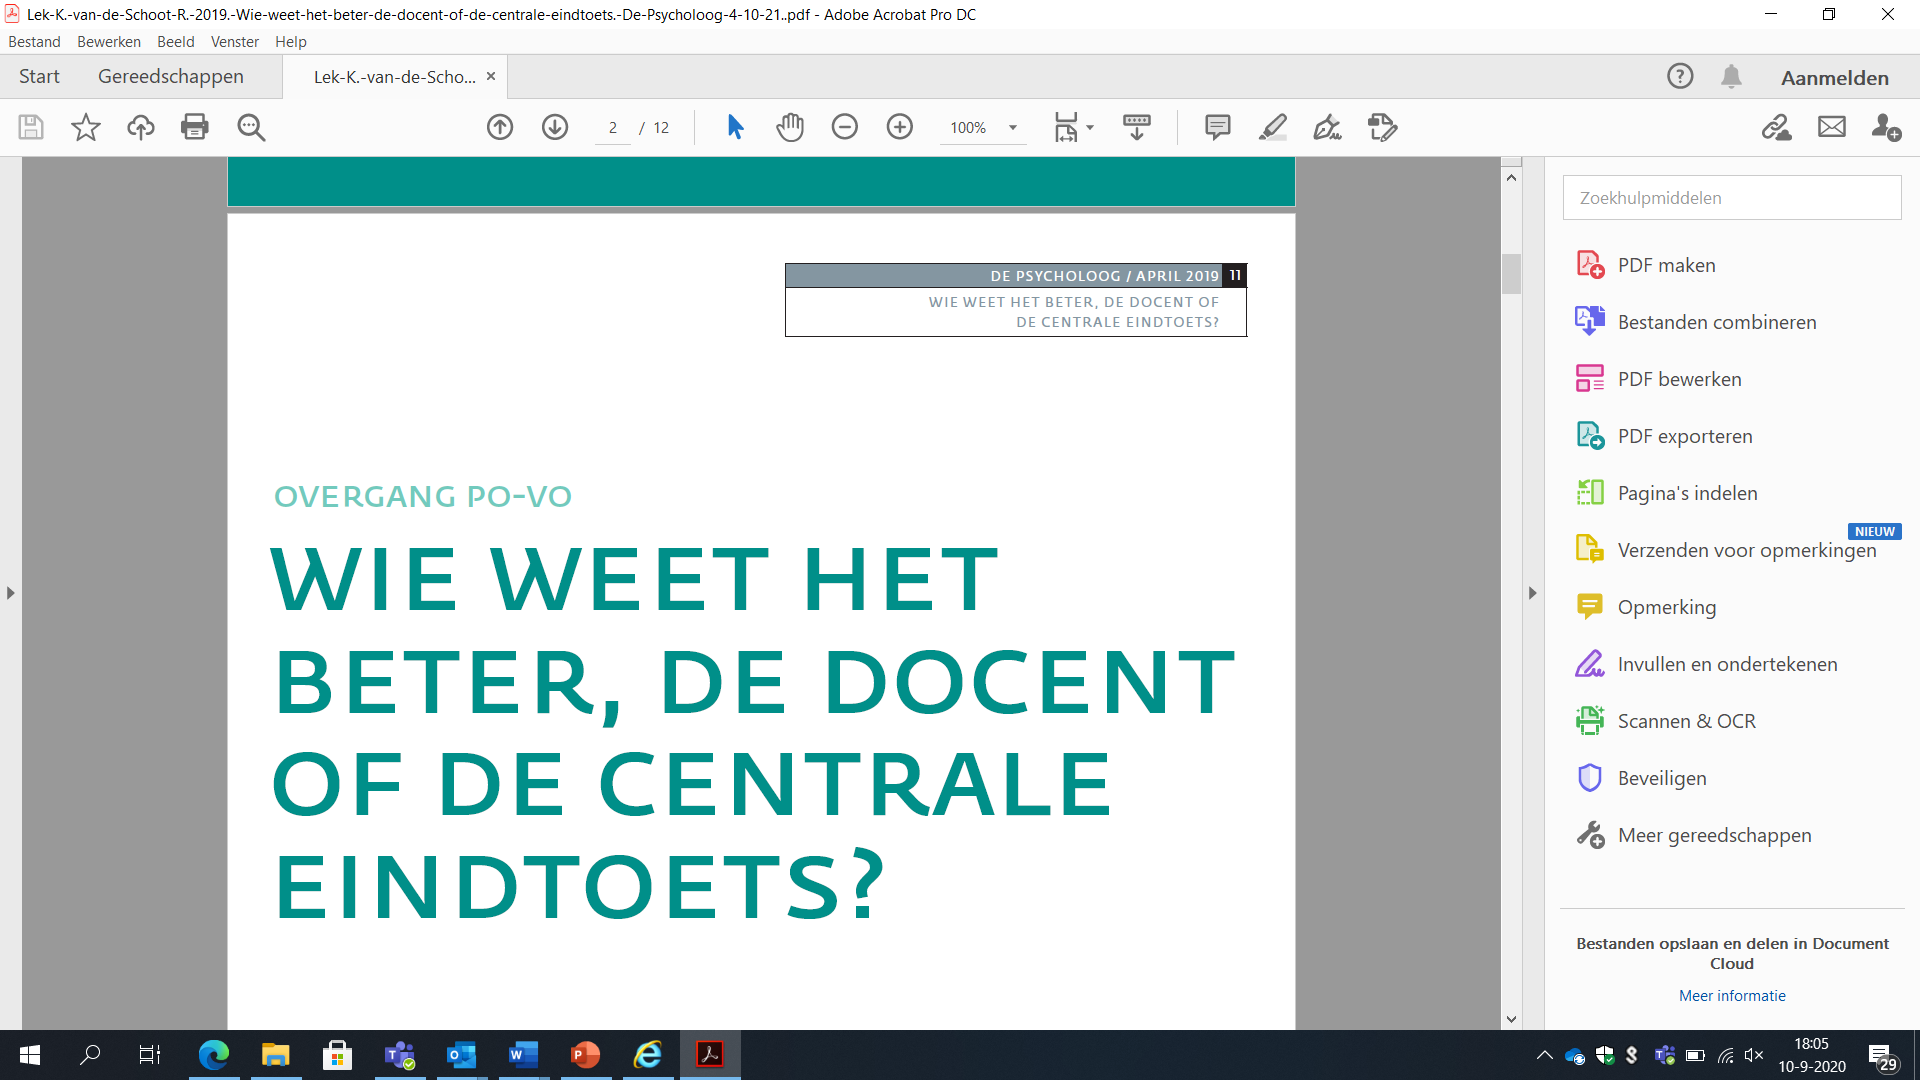 Lek-K.-van-de-Schoot-R.-2019.-Wie-weet-het-beter-de-docent-of-de-centrale-eindtoets.-De-Psycholoog-4-10-21..pdf - Adobe Acrobat Pro DC
Bestand Bewerken Beeld Venster Help
Start Gereedschappen Lek-K.-van-de-Scho... × Aanmelden
2 / 12 100%
DE PSYCHOLOOG / APRIL 2019 11
WIE WEET HET BETER, DE DOCENT OF
DE CENTRALE EINDTOETS?
OVERGANG PO-VO
WIE WEET HET
BETER, DE DOCENT
OF DE CENTRALE
EINDTOETS?
Zoekhulpmiddelen
PDF maken
Bestanden combineren
PDF bewerken
PDF exporteren
Pagina's indelen
NIEUW
Verzenden voor opmerkingen
Opmerking
Invullen en ondertekenen
Scannen & OCR
Beveiligen
Meer gereedschappen
Bestanden opslaan en delen in Document
Cloud
Meer informatie
18:05
10-9-2020
29